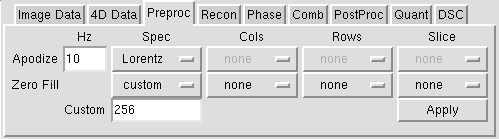 Image Data 4D Data Preproc Recon Phase Comb PostProc Quant DSC
Hz Spec Cols Rows Slice
Apodize 10 Lorentz none none none
Zero Fill custom none none none
Custom 256 Apply